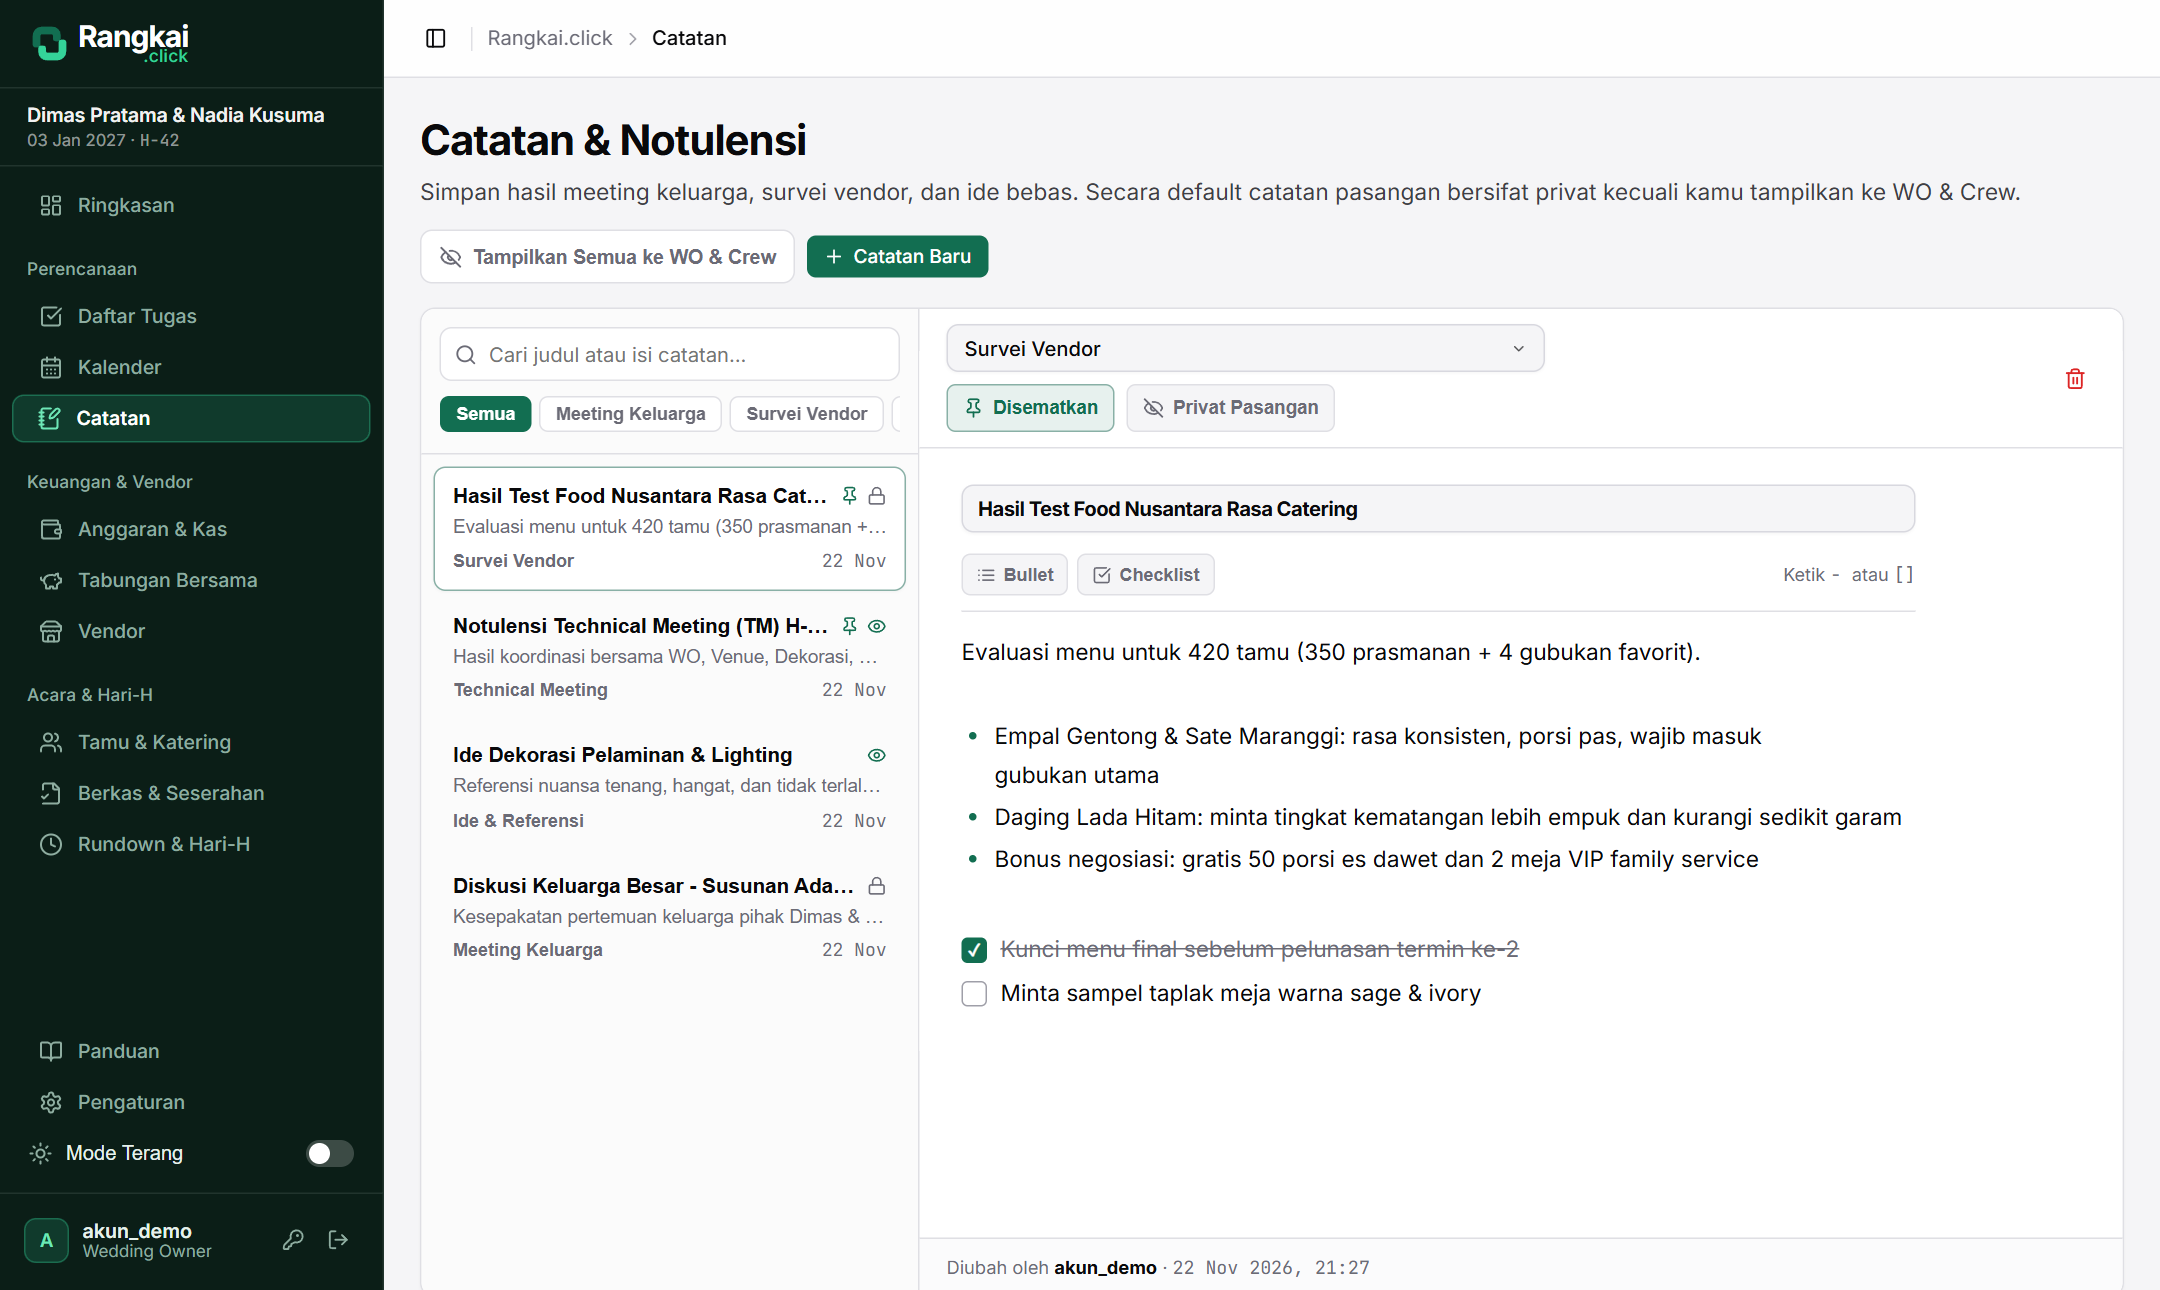 Rangkai
.click
Dimas Pratama & Nadia Kusuma
03 Jan 2027 · H-42
Ringkasan
Perencanaan
Daftar Tugas
Kalender
Catatan
Keuangan & Vendor
Anggaran & Kas
Tabungan Bersama
Vendor
Acara & Hari-H
Tamu & Katering
Berkas & Seserahan
Rundown & Hari-H
Panduan
Pengaturan
Mode Terang
A
akun_demo
Wedding Owner
Rangkai.click > Catatan
Catatan & Notulensi
Simpan hasil meeting keluarga, survei vendor, dan ide bebas. Secara default catatan pasangan bersifat privat kecuali kamu tampilkan ke WO & Crew.
Tampilkan Semua ke WO & Crew
+ Catatan Baru
Cari judul atau isi catatan...
Semua Meeting Keluarga Survei Vendor
Hasil Test Food Nusantara Rasa Cat...
Evaluasi menu untuk 420 tamu (350 prasmanan +...
Survei Vendor 22 Nov
Notulensi Technical Meeting (TM) H-...
Hasil koordinasi bersama WO, Venue, Dekorasi, ...
Technical Meeting 22 Nov
Ide Dekorasi Pelaminan & Lighting
Referensi nuansa tenang, hangat, dan tidak terlal...
Ide & Referensi 22 Nov
Diskusi Keluarga Besar - Susunan Ada...
Kesepakatan pertemuan keluarga pihak Dimas & ...
Meeting Keluarga 22 Nov
Survei Vendor
Disematkan Privat Pasangan
Hasil Test Food Nusantara Rasa Catering
Bullet Checklist Ketik - atau []
Evaluasi menu untuk 420 tamu (350 prasmanan + 4 gubukan favorit).
• Empal Gentong & Sate Maranggi: rasa konsisten, porsi pas, wajib masuk
gubukan utama
• Daging Lada Hitam: minta tingkat kematangan lebih empuk dan kurangi sedikit garam
• Bonus negosiasi: gratis 50 porsi es dawet dan 2 meja VIP family service
Kunci menu final sebelum pelunasan termin ke-2
Minta sampel taplak meja warna sage & ivory
Diubah oleh akun_demo · 22 Nov 2026, 21:27